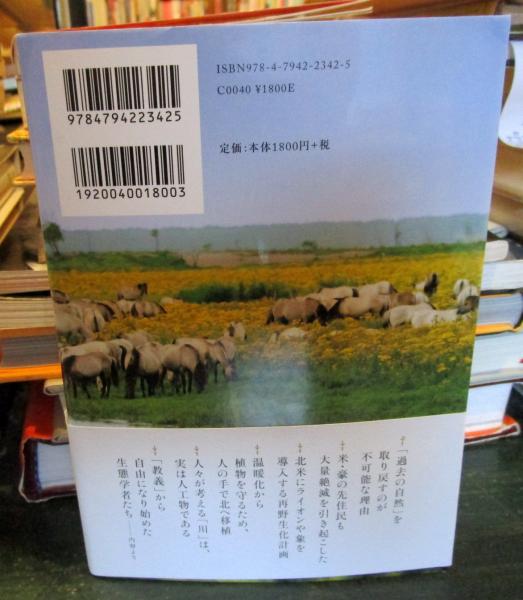 ISBN978-4-7942-2342-5
C0040 ¥1800E
9784794223425
定価:本体1800円+税
1920040018003
「過去の自然」を
取り戻すのが
不可能な理由
米・豪の先住民も
大量絶滅を引き起こした
北米にライオンや象を
導入する再野生化計画
温暖化から
植物を守るため、
人の手で北へ移植
人々が考える「川」は、
実は人工物である
「教義」から
自由になり始めた
生態学者たち——内容より